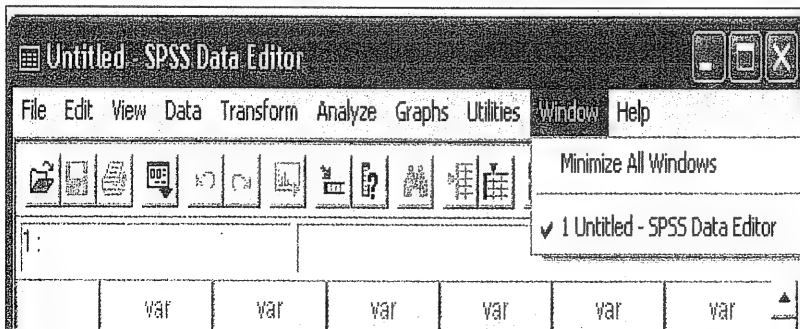 Untitled - SPSS Data Editor
File Edit View Data Transform Analyze Graphs Utilities Window Help
Minimize All Windows
✓ 1 Untitled - SPSS Data Editor
1 :
var var var var var var